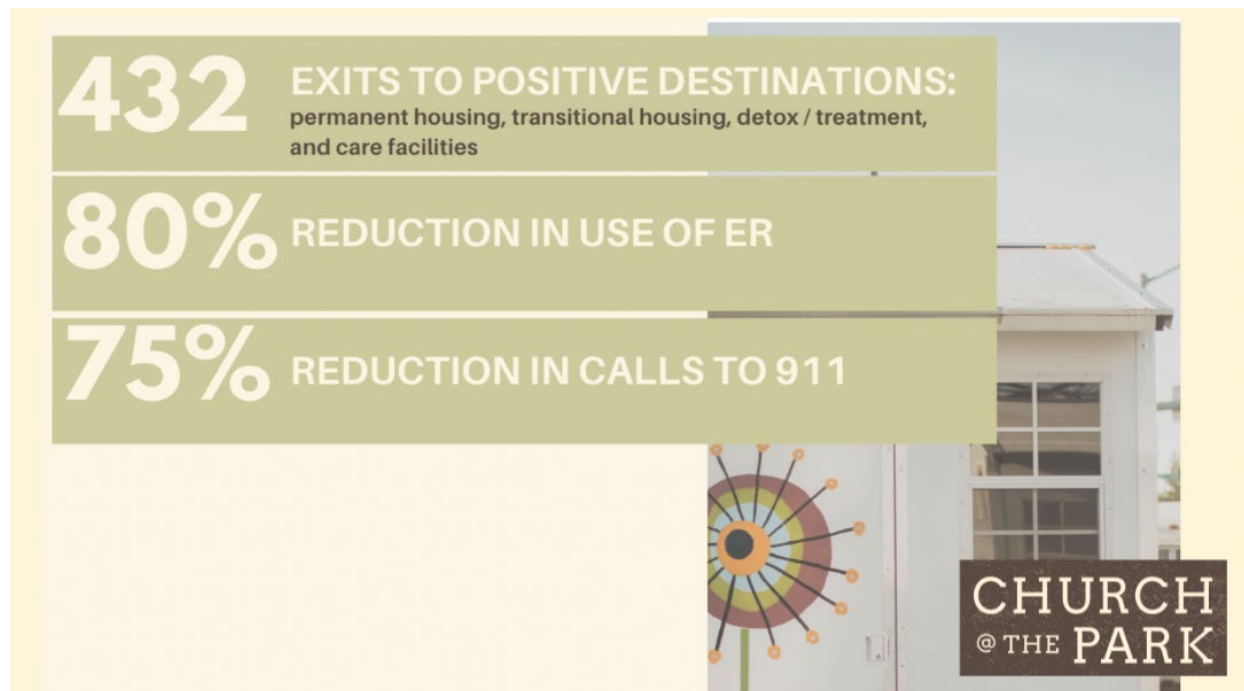 432
EXITS TO POSITIVE DESTINATIONS:
permanent housing, transitional housing, detox / treatment,
and care facilities
80%
REDUCTION IN USE OF ER
75%
REDUCTION IN CALLS TO 911
CHURCH
@ THE PARK